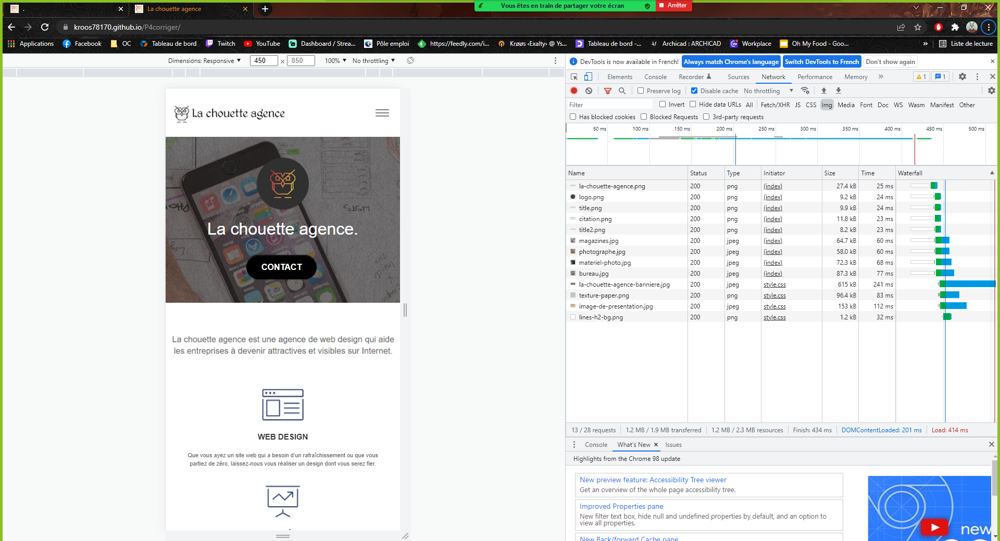 .
La chouette agence
Vous êtes en train de partager votre écran
Arrêter
kroos78170.github.io/P4corriger/
Applications
Facebook
OC
Tableau de bord
Twitch
YouTube
Dashboard / Strea...
Pôle emploi
https://feedly.com/i...
Krøøs ‹Exalty› @ Ys...
Tableau de bord -...
Archicad : ARCHICAD
Workplace
Oh My Food - Goo...
»
Liste de lecture
Dimensions: Responsive
450 × 850
100%
No throttling
La chouette agence
La chouette agence.
CONTACT
La chouette agence est une agence de web design qui aide
les entreprises à devenir attractives et visibles sur Internet.
WEB DESIGN
Que vous ayez un site web qui a besoin d'un rafraîchissement ou que vous
partiez de zéro, laissez-nous vous réaliser un design dont vous serez fier.
DevTools is now available in French!
Always match Chrome's language
Switch DevTools to French
Don't show again
Elements Console Recorder Sources Network Performance Memory » 1 1
Preserve log Disable cache No throttling
Filter Invert Hide data URLs All Fetch/XHR JS CSS Img Media Font Doc WS Wasm Manifest Other
Has blocked cookies Blocked Requests 3rd-party requests
50 ms 100 ms 150 ms 200 ms 250 ms 300 ms 350 ms 400 ms 450 ms 500 ms
Name Status Type Initiator Size Time Waterfall
la-chouette-agence.png 200 png (index) 27.4 kB 25 ms
logo.png 200 png (index) 9.2 kB 24 ms
title.png 200 png (index) 9.9 kB 24 ms
citation.png 200 png (index) 11.8 kB 23 ms
title2.png 200 png (index) 8.2 kB 23 ms
magazines.jpg 200 jpeg (index) 64.7 kB 60 ms
photographe.jpg 200 jpeg (index) 58.0 kB 60 ms
materiel-photo.jpg 200 jpeg (index) 72.3 kB 68 ms
bureau.jpg 200 jpeg (index) 87.3 kB 77 ms
la-chouette-agence-banniere.jpg 200 jpeg style.css 615 kB 241 ms
texture-paper.png 200 png style.css 96.4 kB 83 ms
image-de-presentation.jpg 200 jpeg style.css 153 kB 112 ms
lines-h2-bg.png 200 png style.css 1.2 kB 32 ms
13 / 28 requests 1.2 MB / 1.9 MB transferred 1.2 MB / 2.3 MB resources Finish: 434 ms DOMContentLoaded: 201 ms Load: 414 ms
Console What's New Issues
Highlights from the Chrome 98 update
New preview feature: Accessibility Tree viewer
Get an overview of the whole page accessibility tree.
Improved Properties pane
New filter text box, hide null and undefined properties by default, and an option to
view all properties.
New Back/forward Cache pane
new